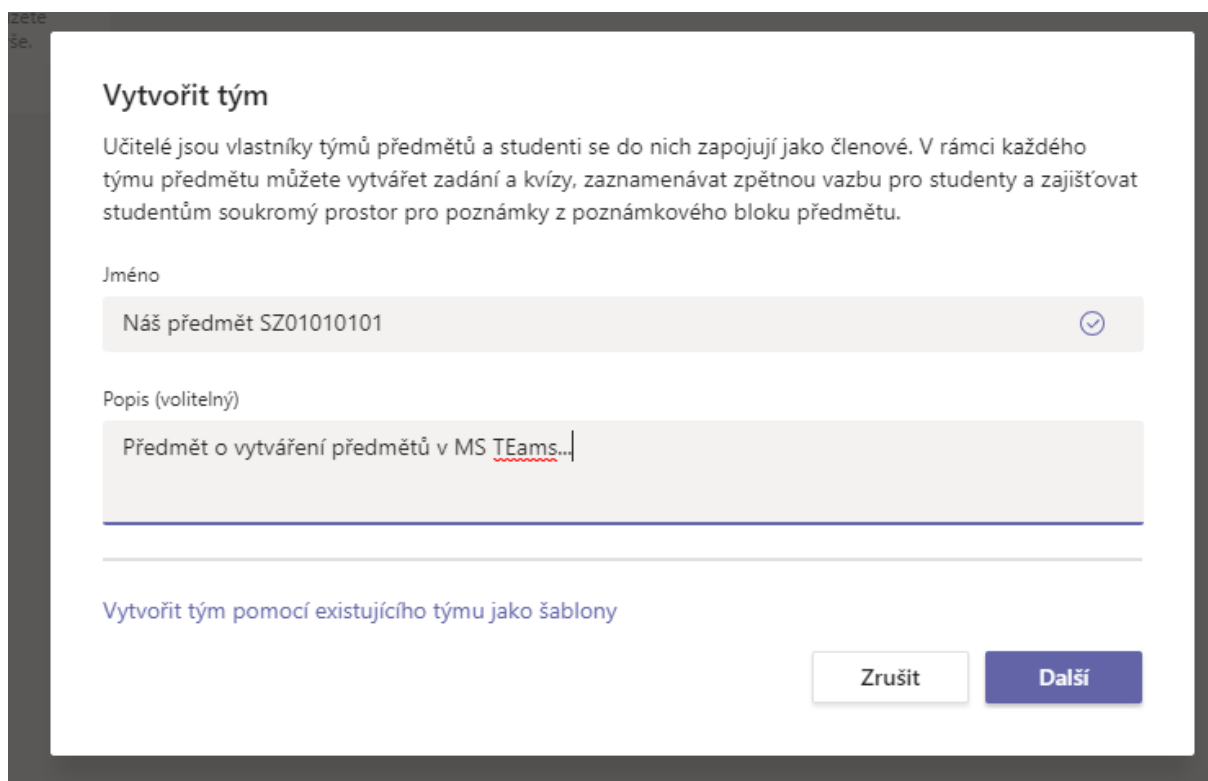 Vytvořit tým
Učitelé jsou vlastníky týmů předmětů a studenti se do nich zapojují jako členové. V rámci každého
týmu předmětu můžete vytvářet zadání a kvízy, zaznamenávat zpětnou vazbu pro studenty a zajišťovat
studentům soukromý prostor pro poznámky z poznámkového bloku předmětu.
Jméno
Náš předmět SZ01010101
Popis (volitelný)
Předmět o vytváření předmětů v MS TEams...
Vytvořit tým pomocí existujícího týmu jako šablony
Zrušit
Další